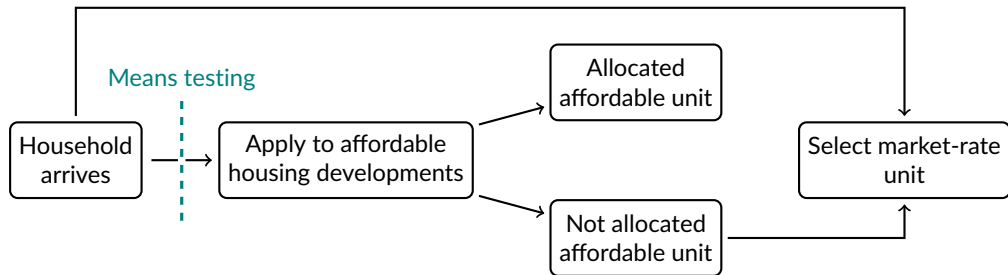 Means testing
Household
arrives
Apply to affordable
housing developments
Allocated
affordable unit
Not allocated
affordable unit
Select market-rate
unit